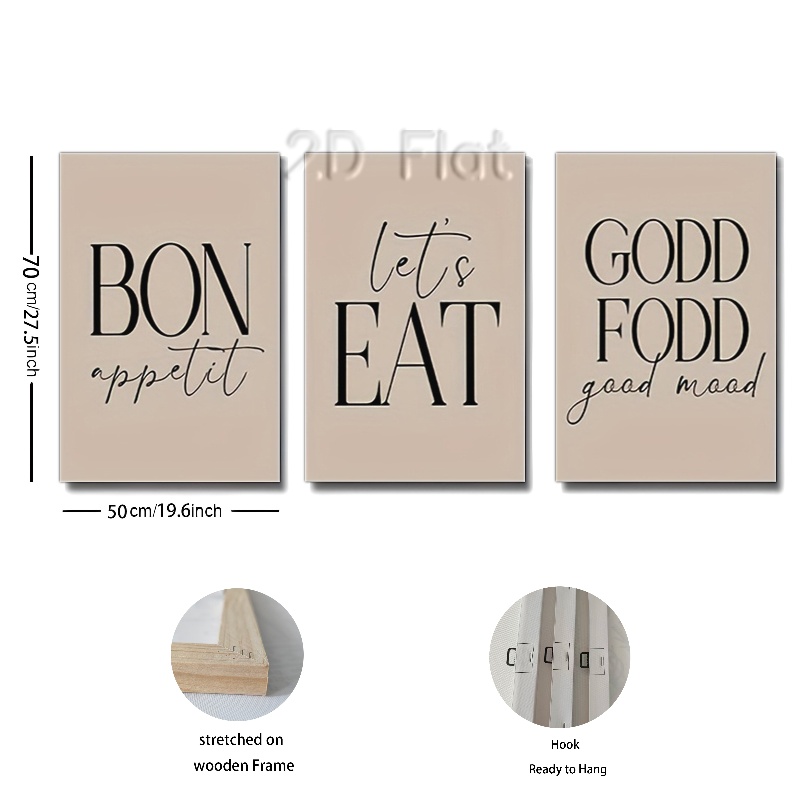 2D Flat
BON
appetit
let's
EAT
GODD
FODD
good mood
70cm/27.5inch
50cm/19.6inch
stretched on
wooden Frame
Hook
Ready to Hang